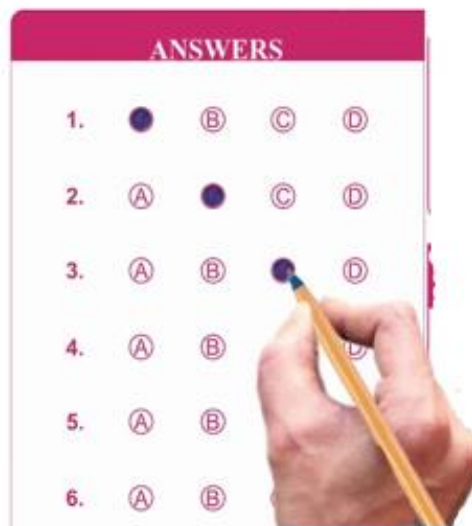 ANSWERS
1. Ⓑ Ⓒ Ⓓ
2. Ⓐ Ⓒ Ⓓ
3. Ⓐ Ⓑ Ⓓ
4. Ⓐ Ⓑ Ⓓ
5. Ⓐ Ⓑ
6. Ⓐ Ⓑ